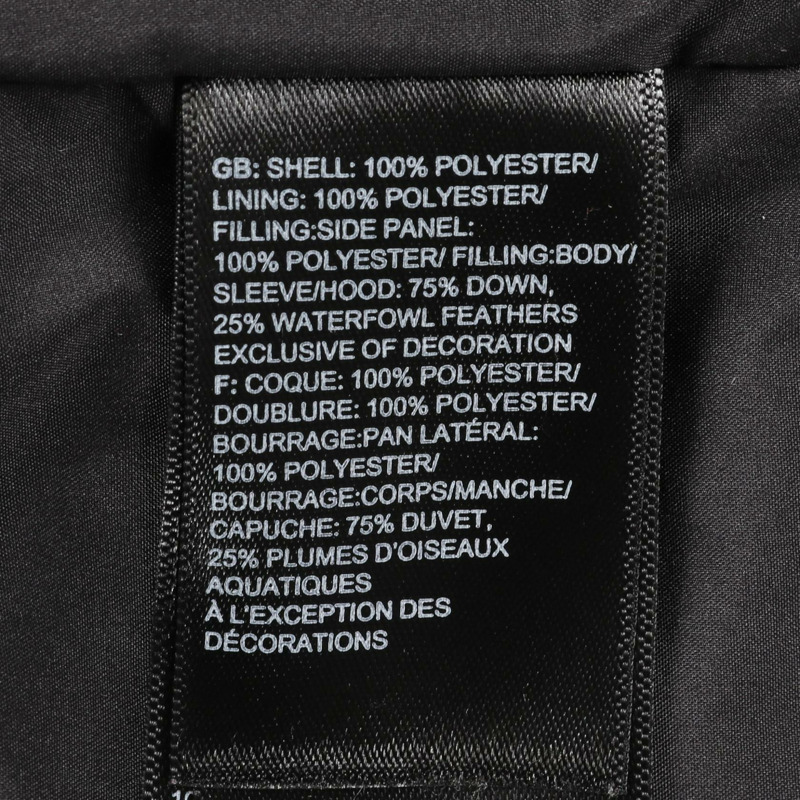 GB: SHELL: 100% POLYESTER/
LINING: 100% POLYESTER/
FILLING:SIDE PANEL:
100% POLYESTER/ FILLING:BODY/
SLEEVE/HOOD: 75% DOWN,
25% WATERFOWL FEATHERS
EXCLUSIVE OF DECORATION
F: COQUE: 100% POLYESTER/
DOUBLURE: 100% POLYESTER/
BOURRAGE:PAN LATÉRAL:
100% POLYESTER/
BOURRAGE:CORPS/MANCHE/
CAPUCHE: 75% DUVET,
25% PLUMES D'OISEAUX
AQUATIQUES
À L'EXCEPTION DES
DÉCORATIONS